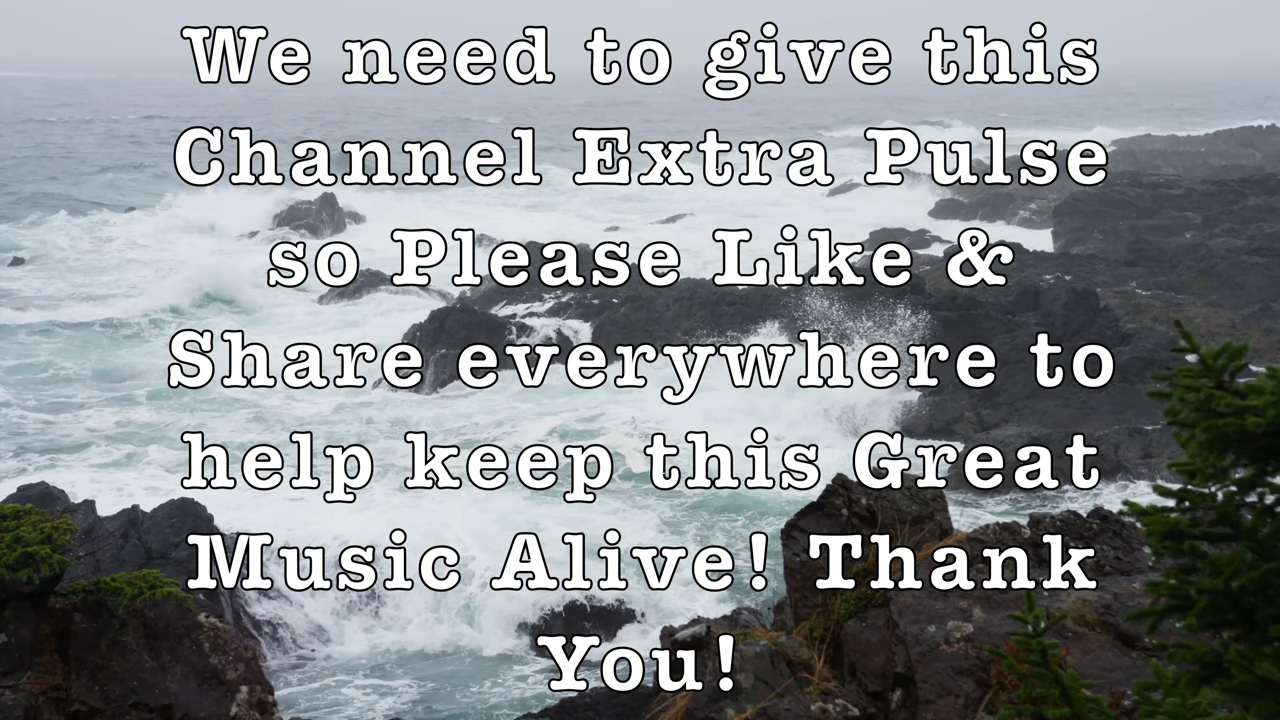 We need to give this
Channel Extra Pulse
so Please Like &
Share everywhere to
help keep this Great
Music Alive! Thank
You!